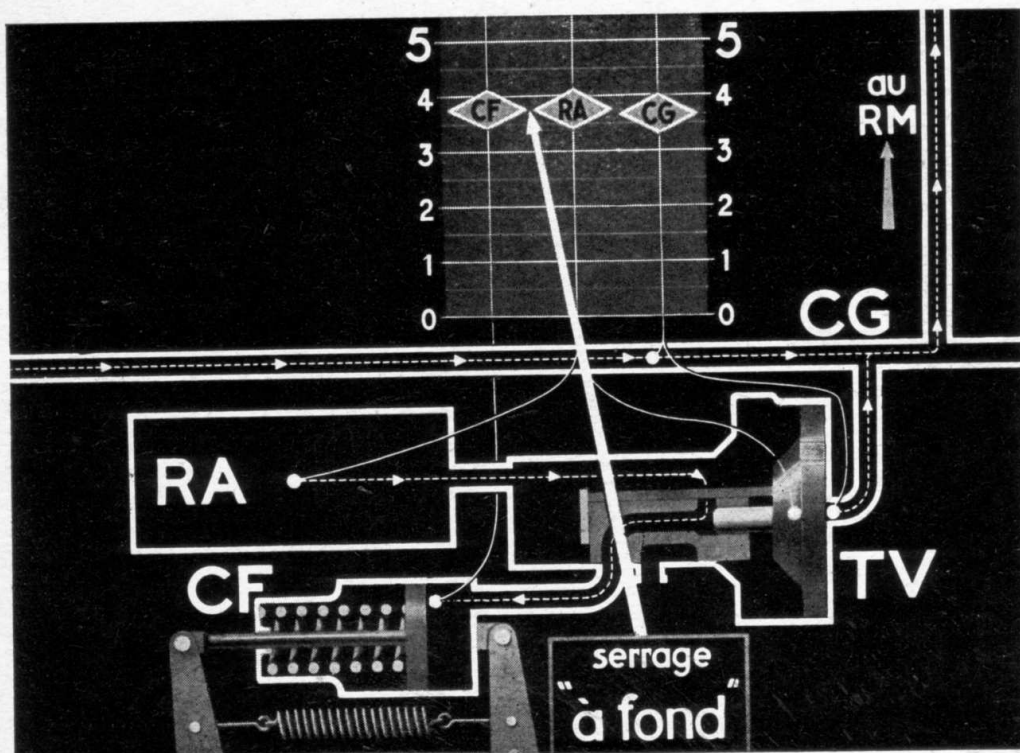 5 5
4 CF RA CG 4
3 3
2 2
1 1
0 0
au
RM
CG
RA
CF
TV
serrage
"à fond"